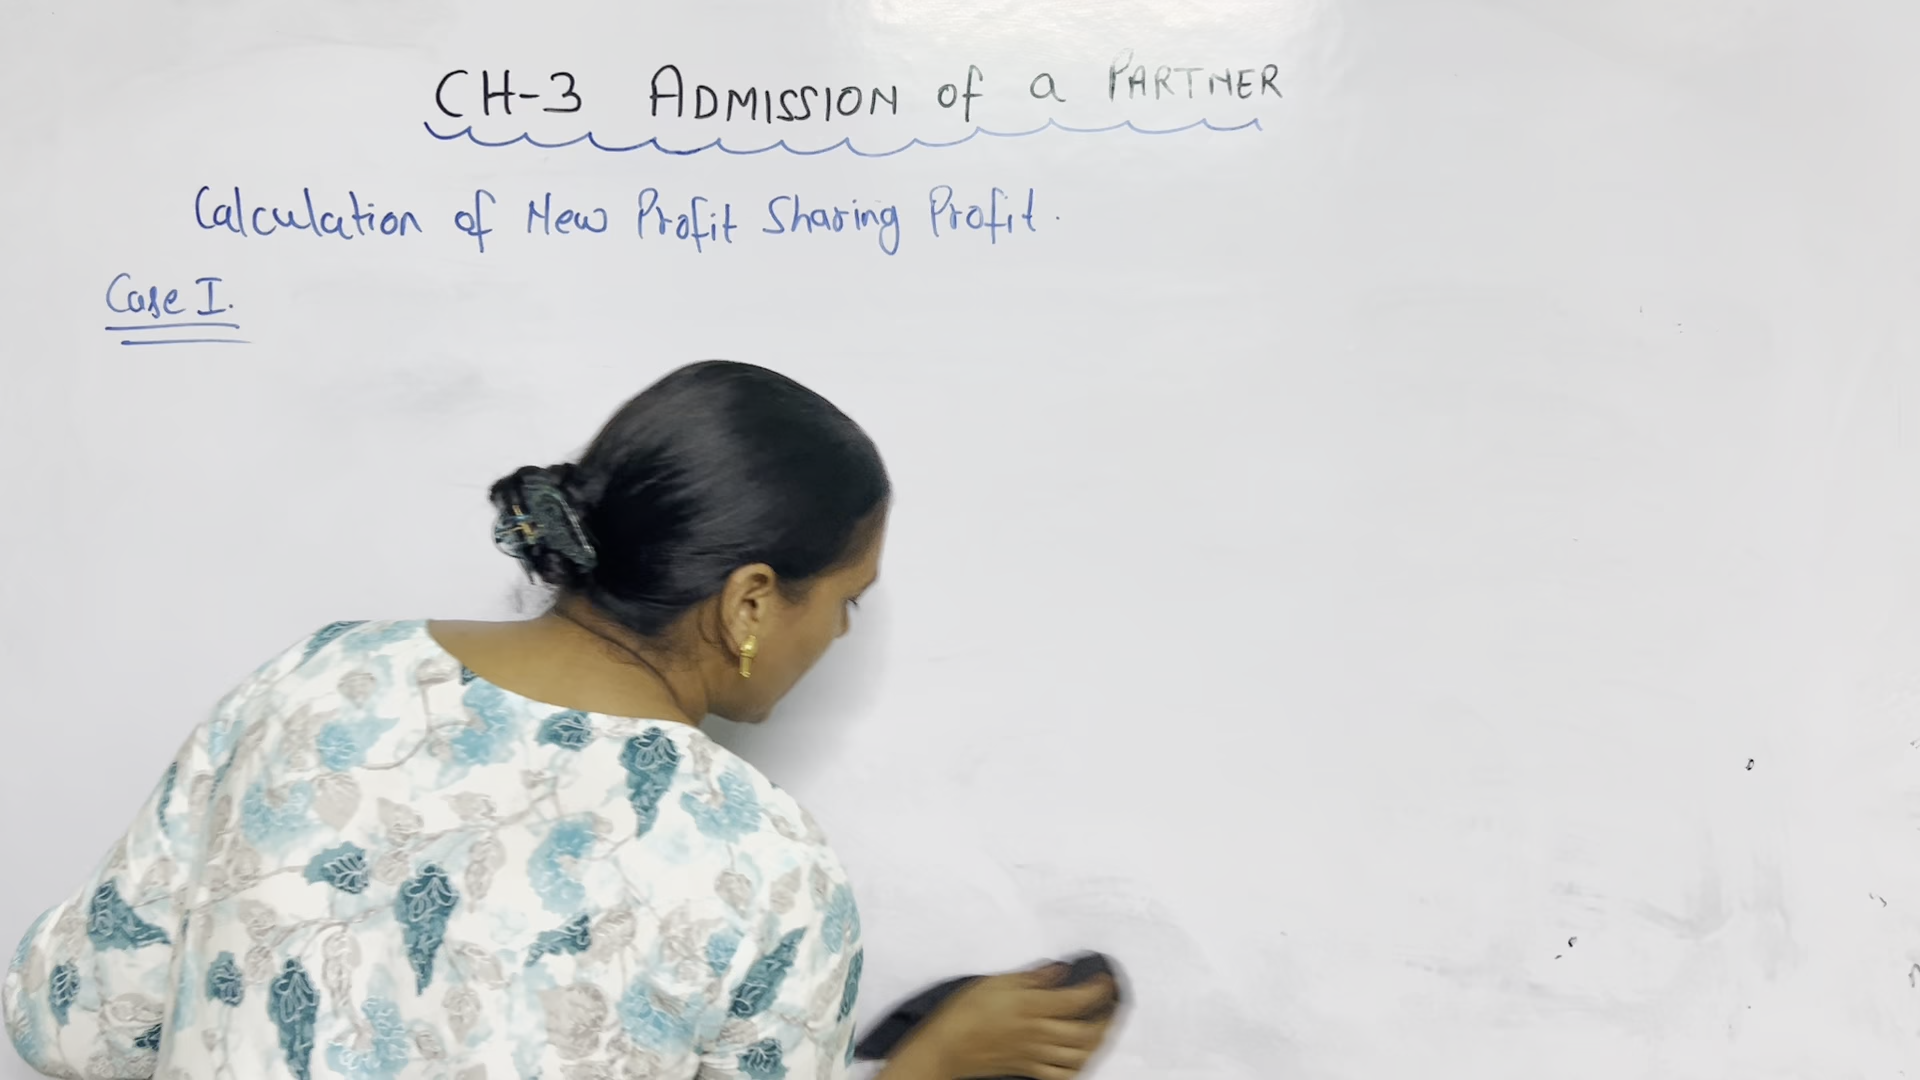 CH-3 ADMISSION of a PARTNER
Calculation of New Profit Sharing Profit.
Case I.